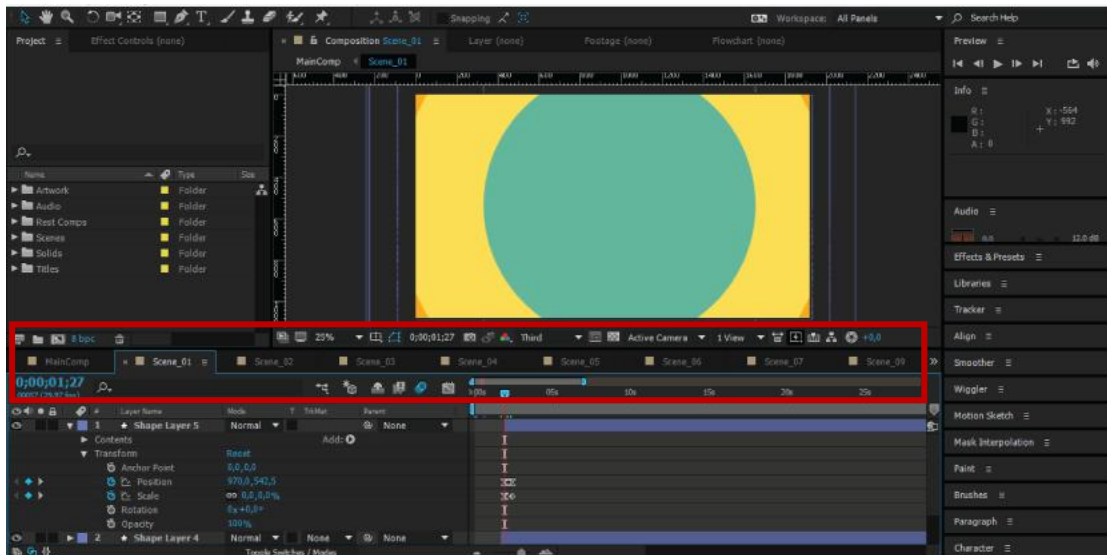 T Snapping Workspace: All Panels Search Help
Project Effect Controls (none) Composition Scene_01 Layer (none) Footage (none) Flowchart (none) Preview
MainComp Scene_01
Info
R: X: -564
G: Y: 992
B:
A: 0
Name Type Size
Artwork Folder
Audio Folder
Rest Comps Folder
Scenes Folder
Solids Folder
Titles Folder
Audio
12.0 dB
Effects & Presets
Libraries
Tracker
8 bpc 25% 0;00;01;27 Third Active Camera 1 View +0,0
Align
MainComp Scene_01 Scene_02 Scene_03 Scene_04 Scene_05 Scene_06 Scene_07 Scene_09
Smoother
0;00;01;27
00057 (29.97 fps)
05s 10s 15s 20s 25s
Wiggler
# Layer Name Mode T TrkMat Parent
Motion Sketch
1 Shape Layer 5 Normal None
Contents Add:
Mask Interpolation
Transform Reset
Anchor Point 0,0,0,0
Paint
Position 970,0,542,5
Scale 0,0,0,0%
Brushes
Rotation 0x+0,0°
Opacity 100%
Paragraph
2 Shape Layer 4 Normal None None
Toggle Switches / Modes
Character